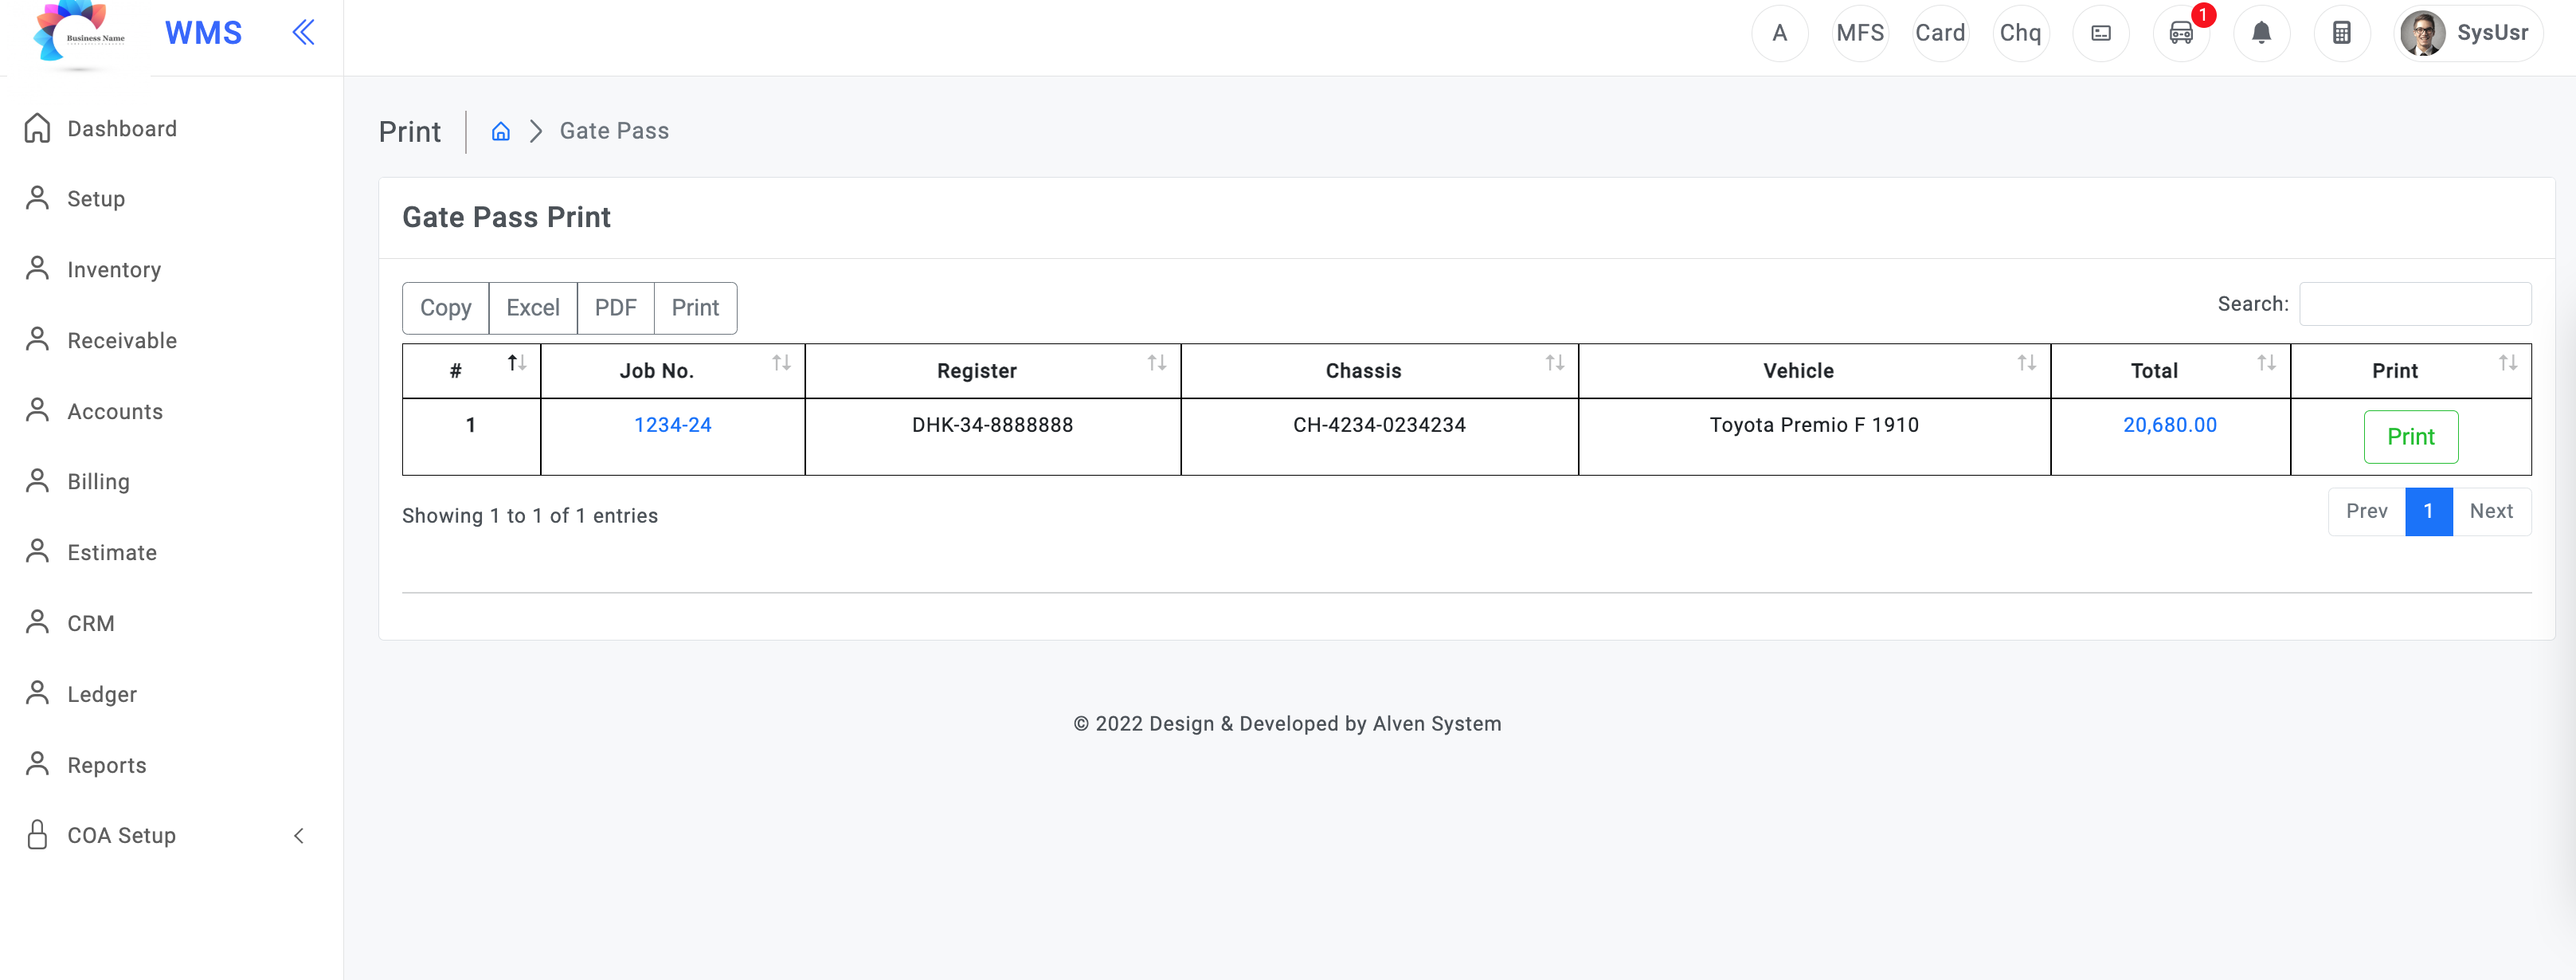 Business Name
WMS
A
MFS
Card
Chq
1
SysUsr
Dashboard
Setup
Inventory
Receivable
Accounts
Billing
Estimate
CRM
Ledger
Reports
COA Setup
Print
Gate Pass
Gate Pass Print
Copy Excel PDF Print
Search:
# Job No. Register Chassis Vehicle Total Print
1 1234-24 DHK-34-8888888 CH-4234-0234234 Toyota Premio F 1910 20,680.00 Print
Showing 1 to 1 of 1 entries
Prev 1 Next
© 2022 Design & Developed by Alven System